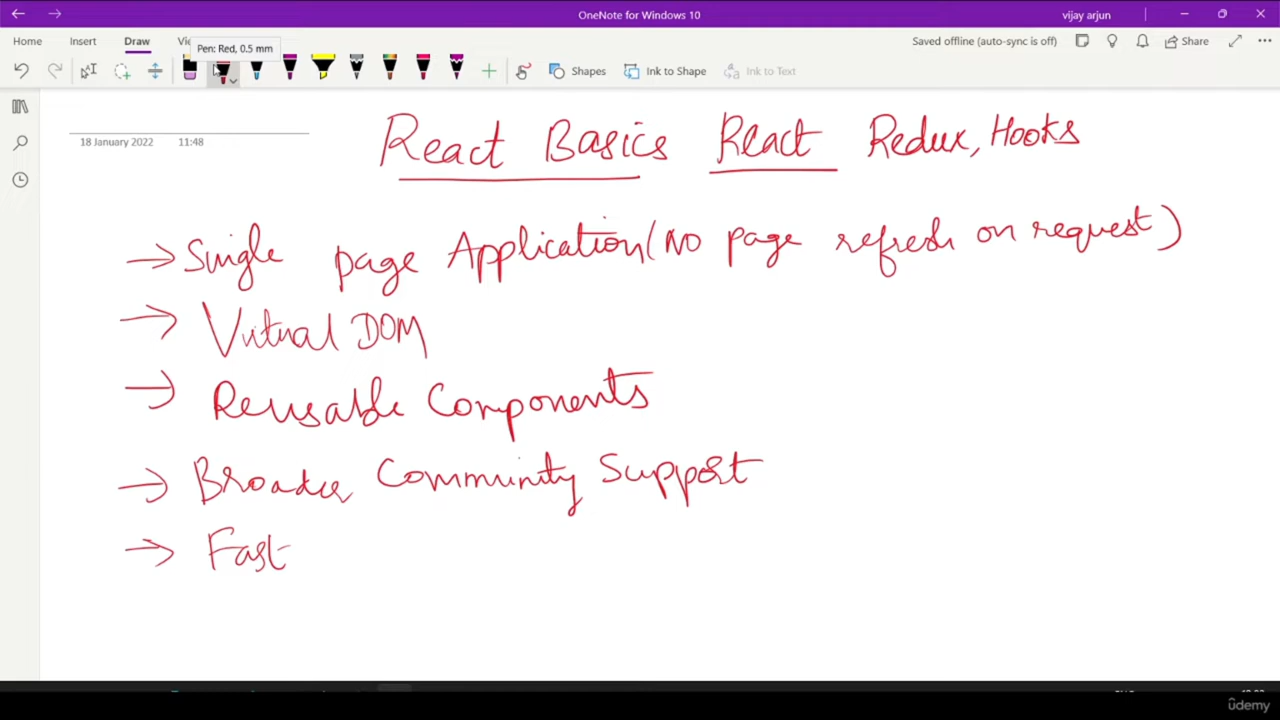 OneNote for Windows 10
vijay arjun
Home Insert Draw Vi
Pen: Red, 0.5 mm
Saved offline (auto-sync is off)
Share
Shapes Ink to Shape Ink to Text
18 January 2022 11:48
React Basics React Redux, Hooks
→ Single page Application (No page refresh on request)
→ Virtual DOM
→ Reusable Components
→ Broader Community Support
→ Fast
ûdemy